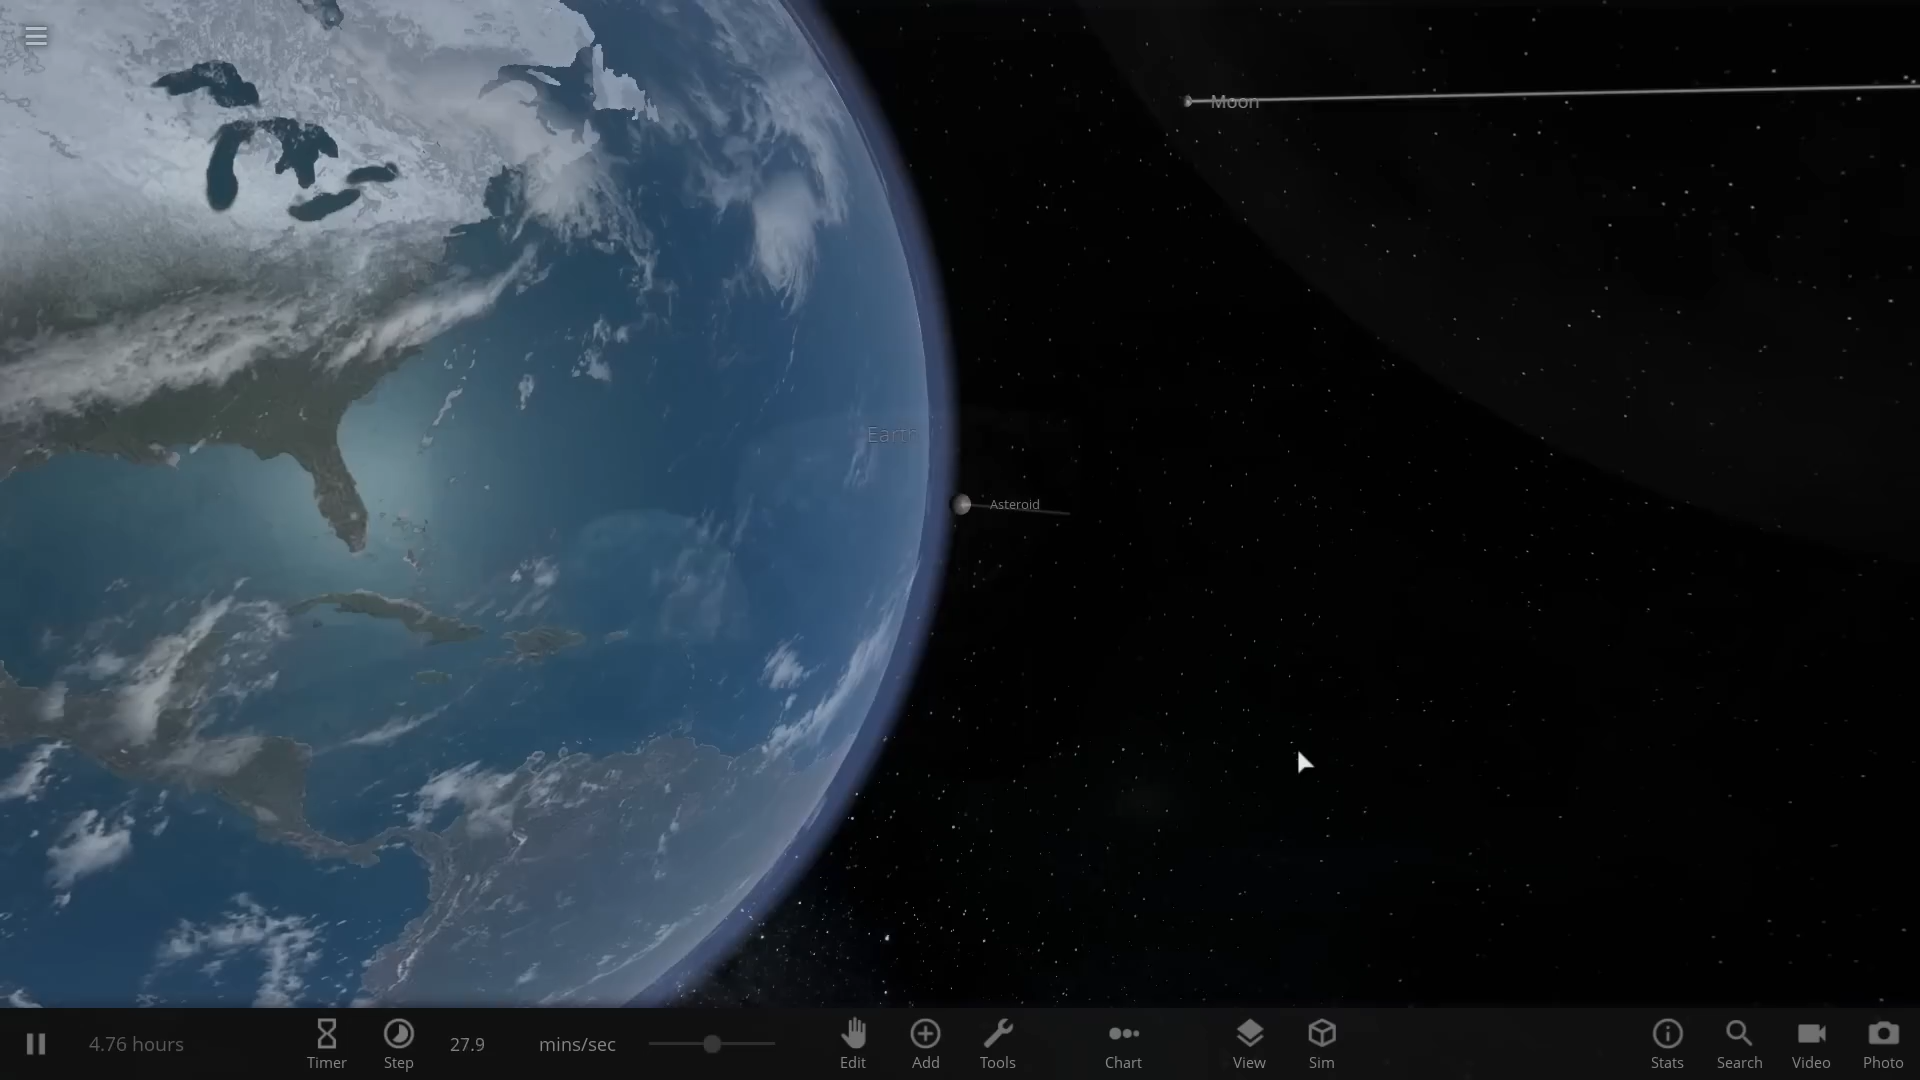 Moon
Earth
Asteroid
4.76 hours
Timer
Step
27.9
mins/sec
Edit
Add
Tools
Chart
View
Sim
Stats
Search
Video
Photo